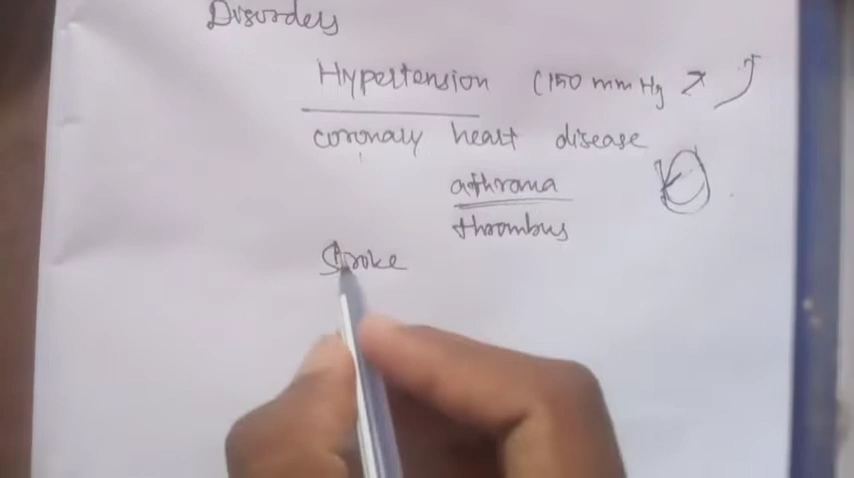 Disorders
Hypertension (150 mm Hg
coronary heart disease
athroma
thrombus
Stroke